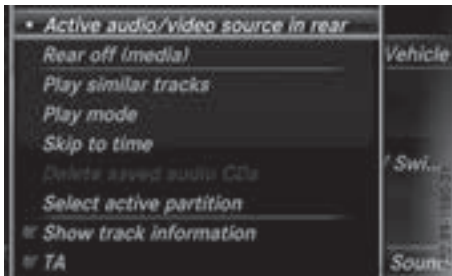 • Active audio/video source in rear
Rear off (media)
Vehicle
Play similar tracks
Play mode
Skip to time
/ Swi...
Delete saved audio CDs
Select active partition
Show track information
TA
Soun